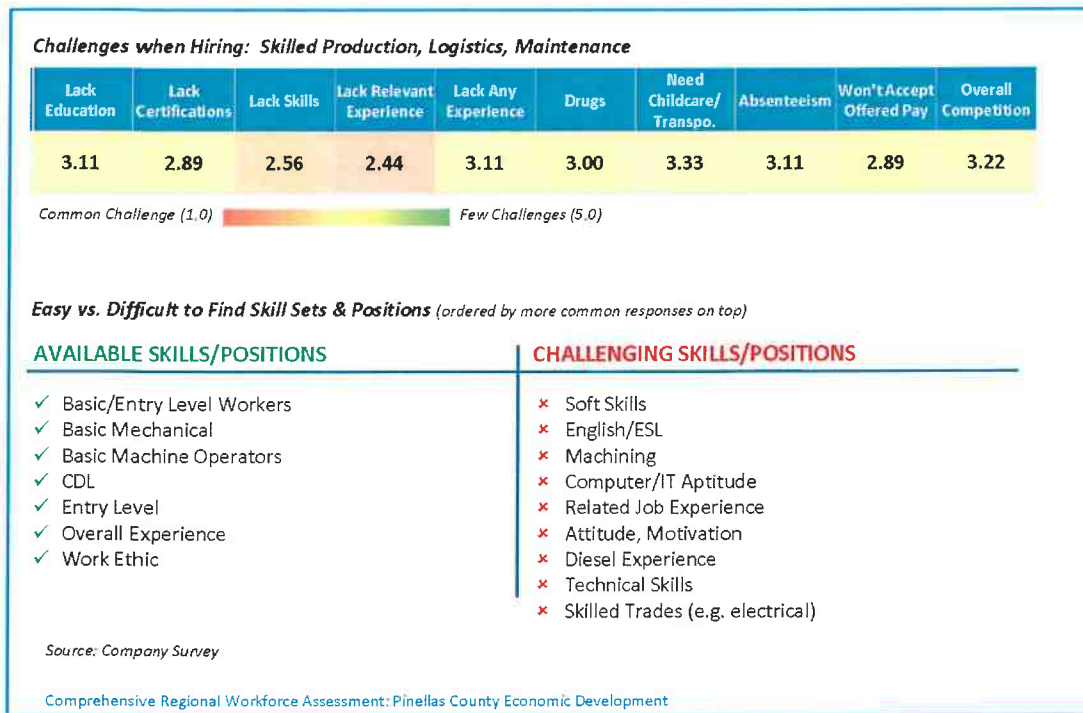 Challenges when Hiring: Skilled Production, Logistics, Maintenance
Lack Education
Lack Certifications
Lack Skills
Lack Relevant Experience
Lack Any Experience
Drugs
Need Childcare/ Transpo.
Absenteeism
Won't Accept Offered Pay
Overall Competition
3.11 2.89 2.56 2.44 3.11 3.00 3.33 3.11 2.89 3.22
Common Challenge (1.0) Few Challenges (5.0)
Easy vs. Difficult to Find Skill Sets & Positions (ordered by more common responses on top)
AVAILABLE SKILLS/POSITIONS
✓ Basic/Entry Level Workers
✓ Basic Mechanical
✓ Basic Machine Operators
✓ CDL
✓ Entry Level
✓ Overall Experience
✓ Work Ethic
CHALLENGING SKILLS/POSITIONS
× Soft Skills
× English/ESL
× Machining
× Computer/IT Aptitude
× Related Job Experience
× Attitude, Motivation
× Diesel Experience
× Technical Skills
× Skilled Trades (e.g. electrical)
Source: Company Survey
Comprehensive Regional Workforce Assessment: Pinellas County Economic Development